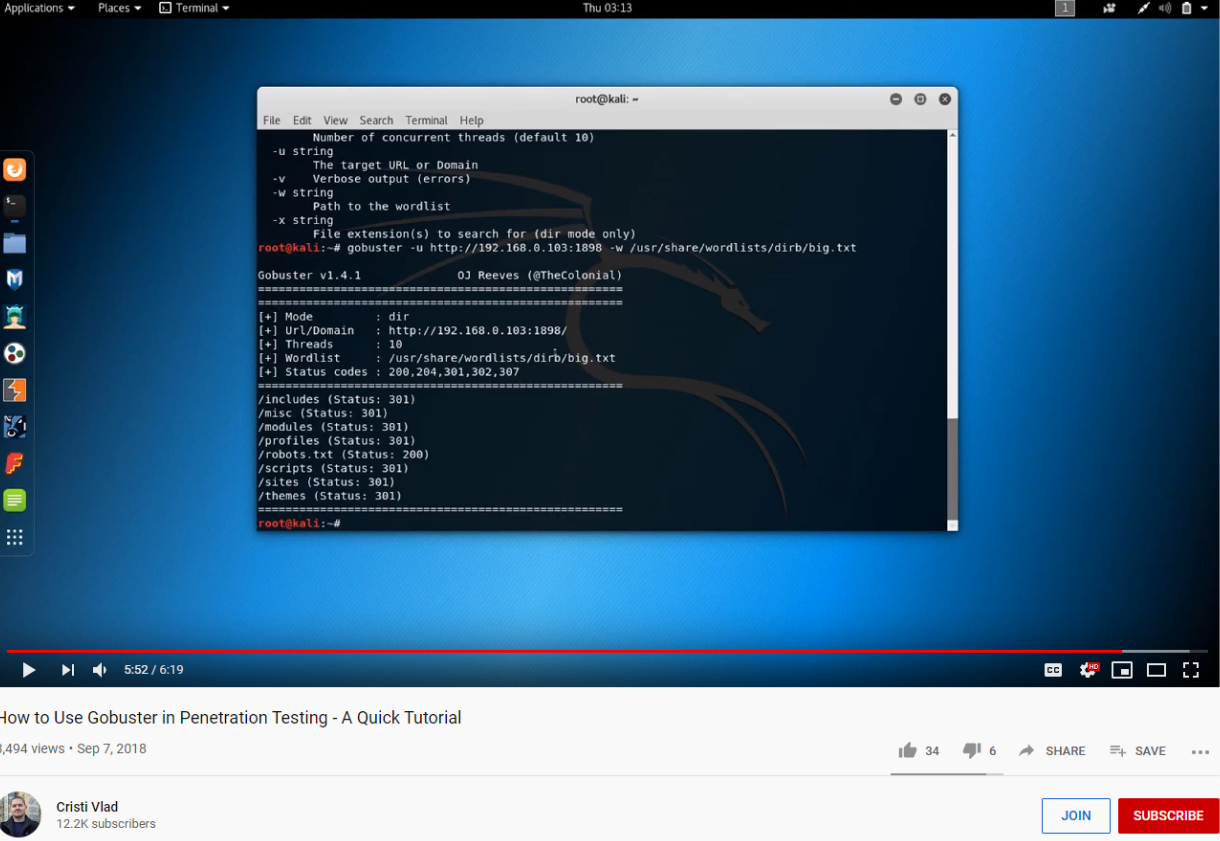 Applications Places Terminal Thu 03:13 1
root@kali: ~
File Edit View Search Terminal Help
Number of concurrent threads (default 10)
-u string
The target URL or Domain
-v Verbose output (errors)
-w string
Path to the wordlist
-x string
File extension(s) to search for (dir mode only)
root@kali:~# gobuster -u http://192.168.0.103:1898 -w /usr/share/wordlists/dirb/big.txt
Gobuster v1.4.1 OJ Reeves (@TheColonial)
=====================================================
=====================================================
[+] Mode : dir
[+] Url/Domain : http://192.168.0.103:1898/
[+] Threads : 10
[+] Wordlist : /usr/share/wordlists/dirb/big.txt
[+] Status codes : 200,204,301,302,307
=====================================================
/includes (Status: 301)
/misc (Status: 301)
/modules (Status: 301)
/profiles (Status: 301)
/robots.txt (Status: 200)
/scripts (Status: 301)
/sites (Status: 301)
/themes (Status: 301)
=====================================================
root@kali:~#
5:52 / 6:19 CC HD
How to Use Gobuster in Penetration Testing - A Quick Tutorial
,494 views • Sep 7, 2018
34 6 SHARE SAVE
Cristi Vlad
12.2K subscribers
JOIN SUBSCRIBE